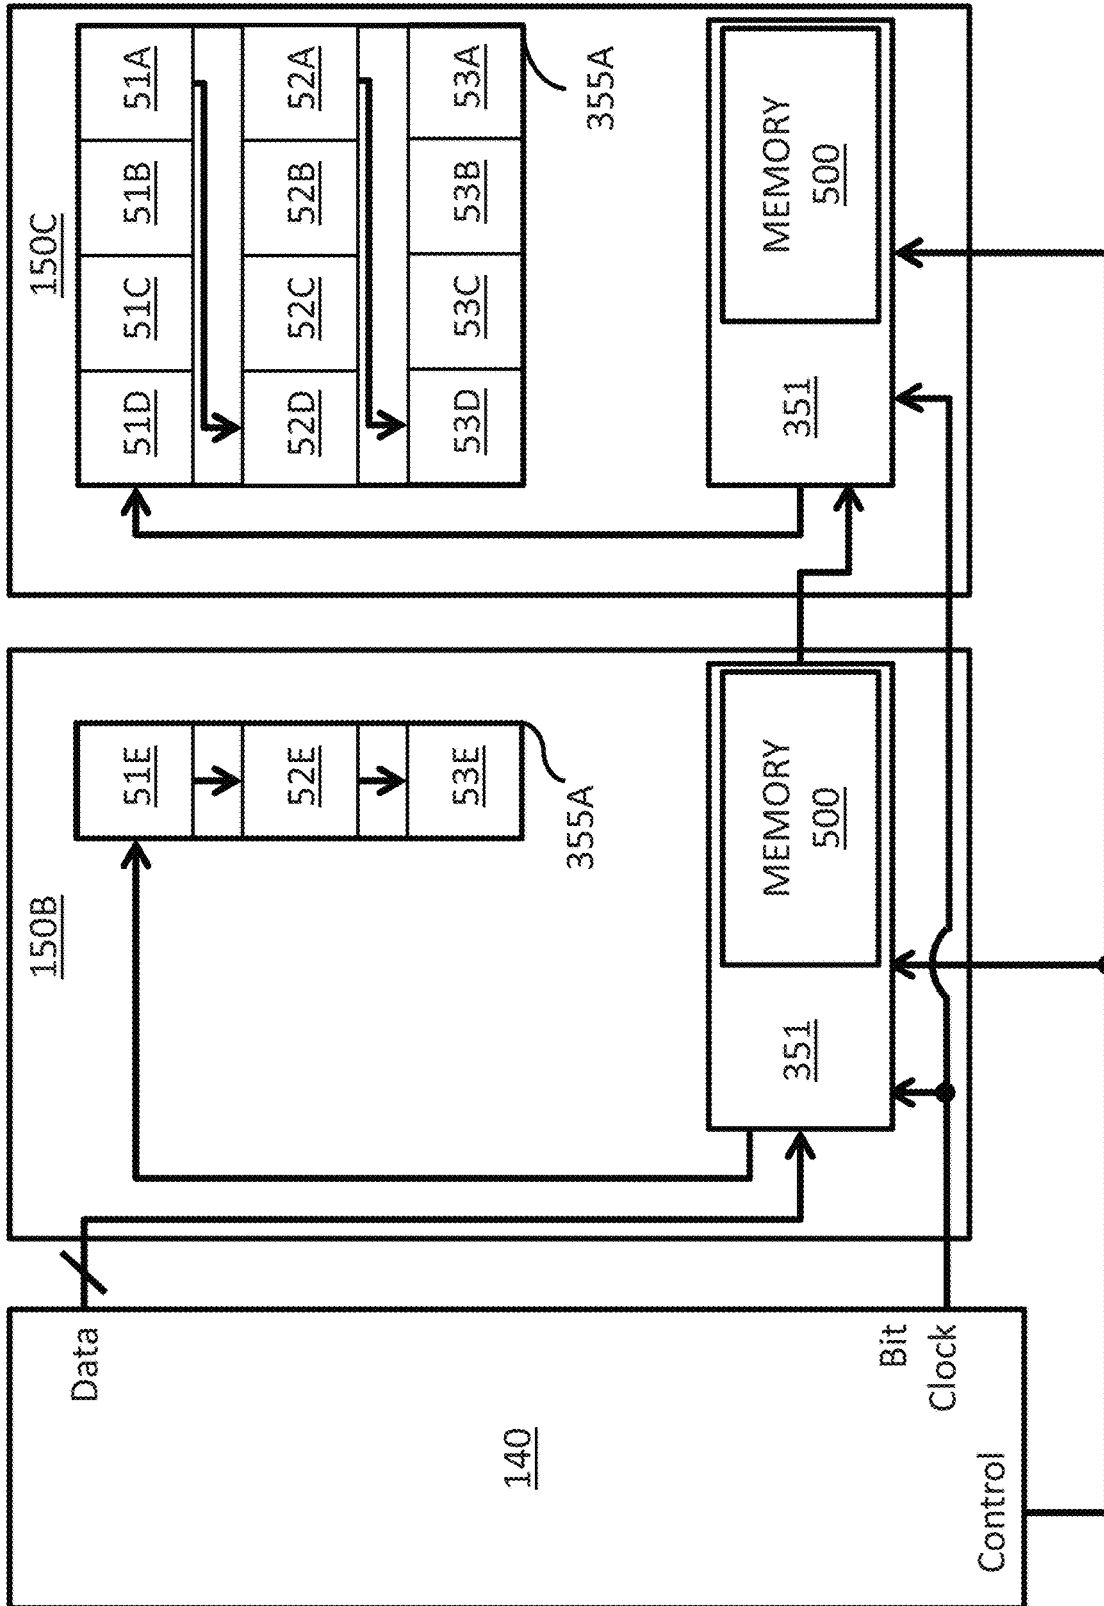 140
Data
Bit
Clock
Control
150B
51E
52E
53E
355A
351
MEMORY
500
150C
51D 51C 51B 51A
52D 52C 52B 52A
53D 53C 53B 53A
355A
351
MEMORY
500